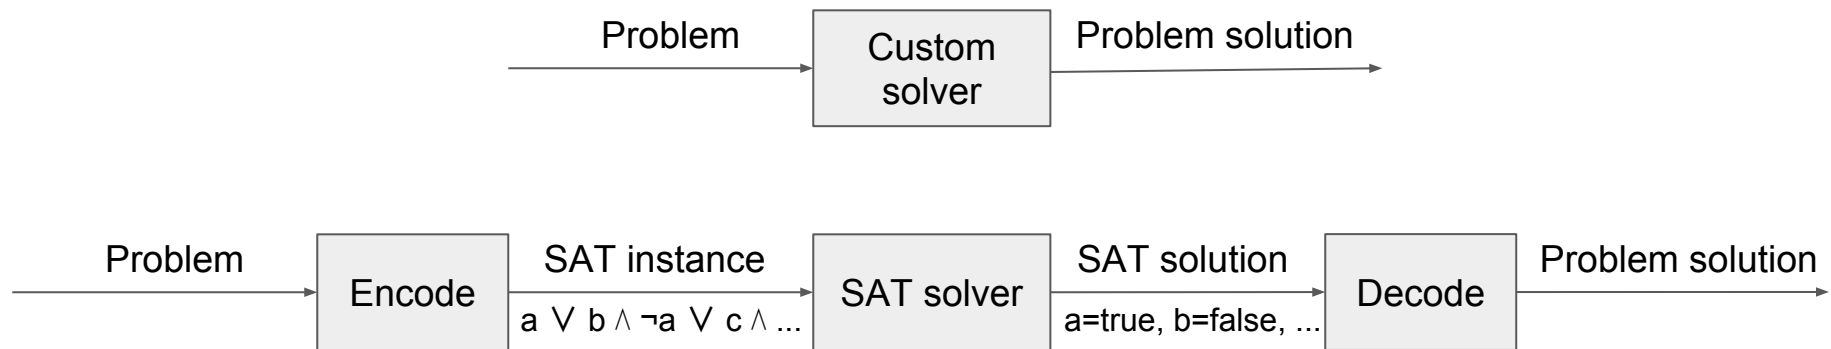 Problem
Custom
solver
Problem solution
Problem
Encode
SAT instance
a ∨ b ∧ ¬a ∨ c ∧ ...
SAT solver
SAT solution
a=true, b=false, ...
Decode
Problem solution